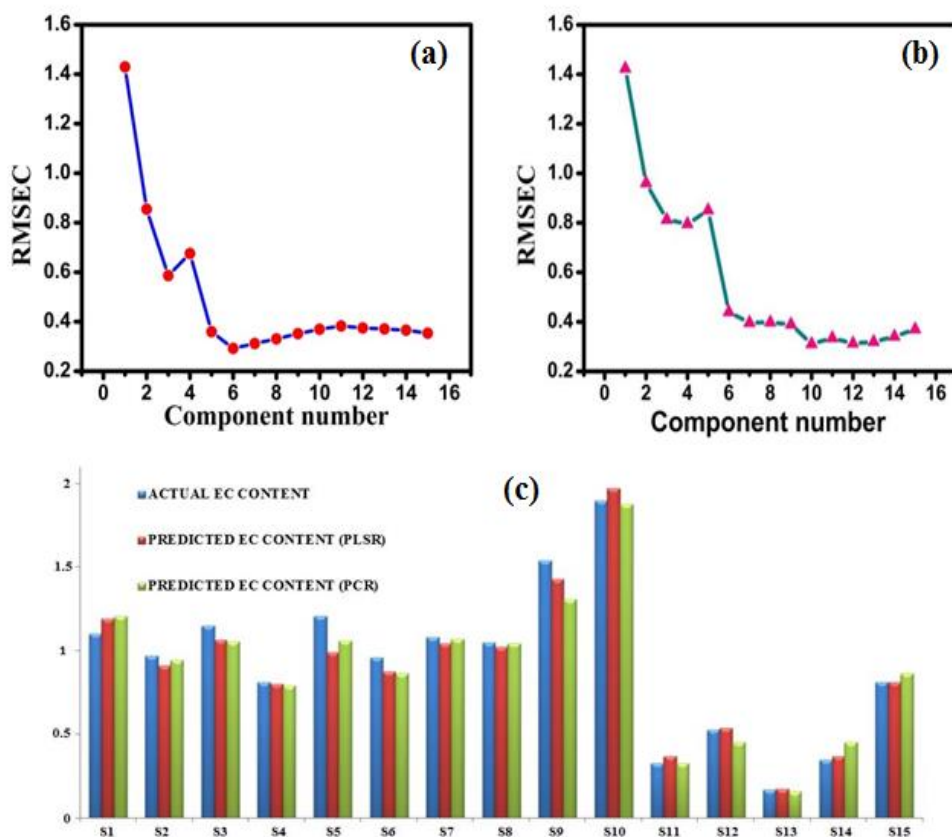 (a)
1.6
1.4
1.2
1.0
0.8
0.6
0.4
0.2
RMSEC
0 2 4 6 8 10 12 14 16
Component number
(b)
1.6
1.4
1.2
1.0
0.8
0.6
0.4
0.2
RMSEC
0 2 4 6 8 10 12 14 16
Component number
(c)
2
1.5
1
0.5
0
ACTUAL EC CONTENT
PREDICTED EC CONTENT (PLSR)
PREDICTED EC CONTENT (PCR)
S1 S2 S3 S4 S5 S6 S7 S8 S9 S10 S11 S12 S13 S14 S15